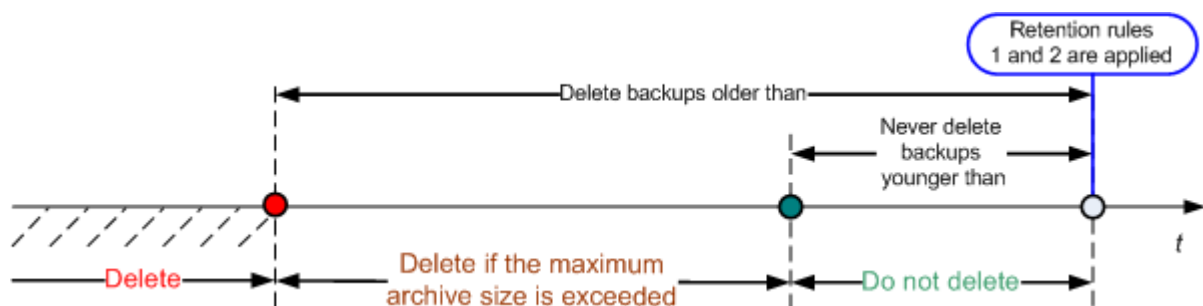 Retention rules
1 and 2 are applied
Delete backups older than
Never delete
backups
younger than
t
Delete
Delete if the maximum
archive size is exceeded
Do not delete